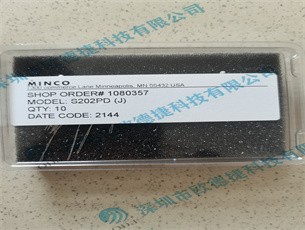 MINCO
7300 Commerce Lane Minneapolis, MN 55432 USA
SHOP ORDER# 1080357
MODEL: S202PD (J)
QTY: 10
DATE CODE: 2144
深圳市欧德捷科技有限公司